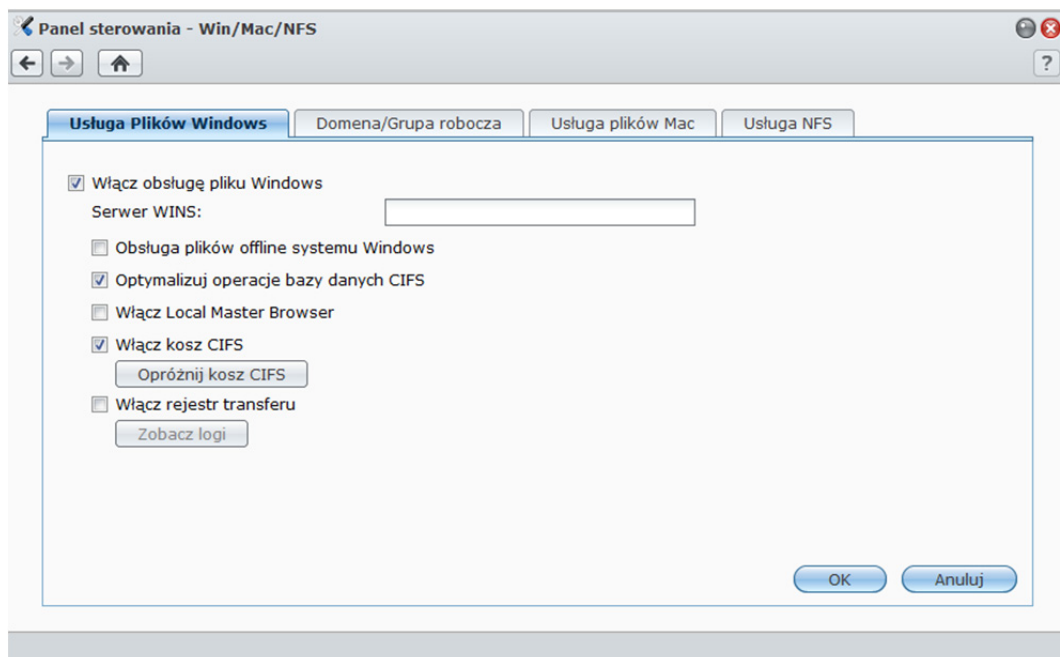 Panel sterowania - Win/Mac/NFS
?
Usługa Plików Windows Domena/Grupa robocza Usługa plików Mac Usługa NFS
Włącz obsługę pliku Windows
Serwer WINS:
Obsługa plików offline systemu Windows
Optymalizuj operacje bazy danych CIFS
Włącz Local Master Browser
Włącz kosz CIFS
Opróżnij kosz CIFS
Włącz rejestr transferu
Zobacz logi
OK Anuluj